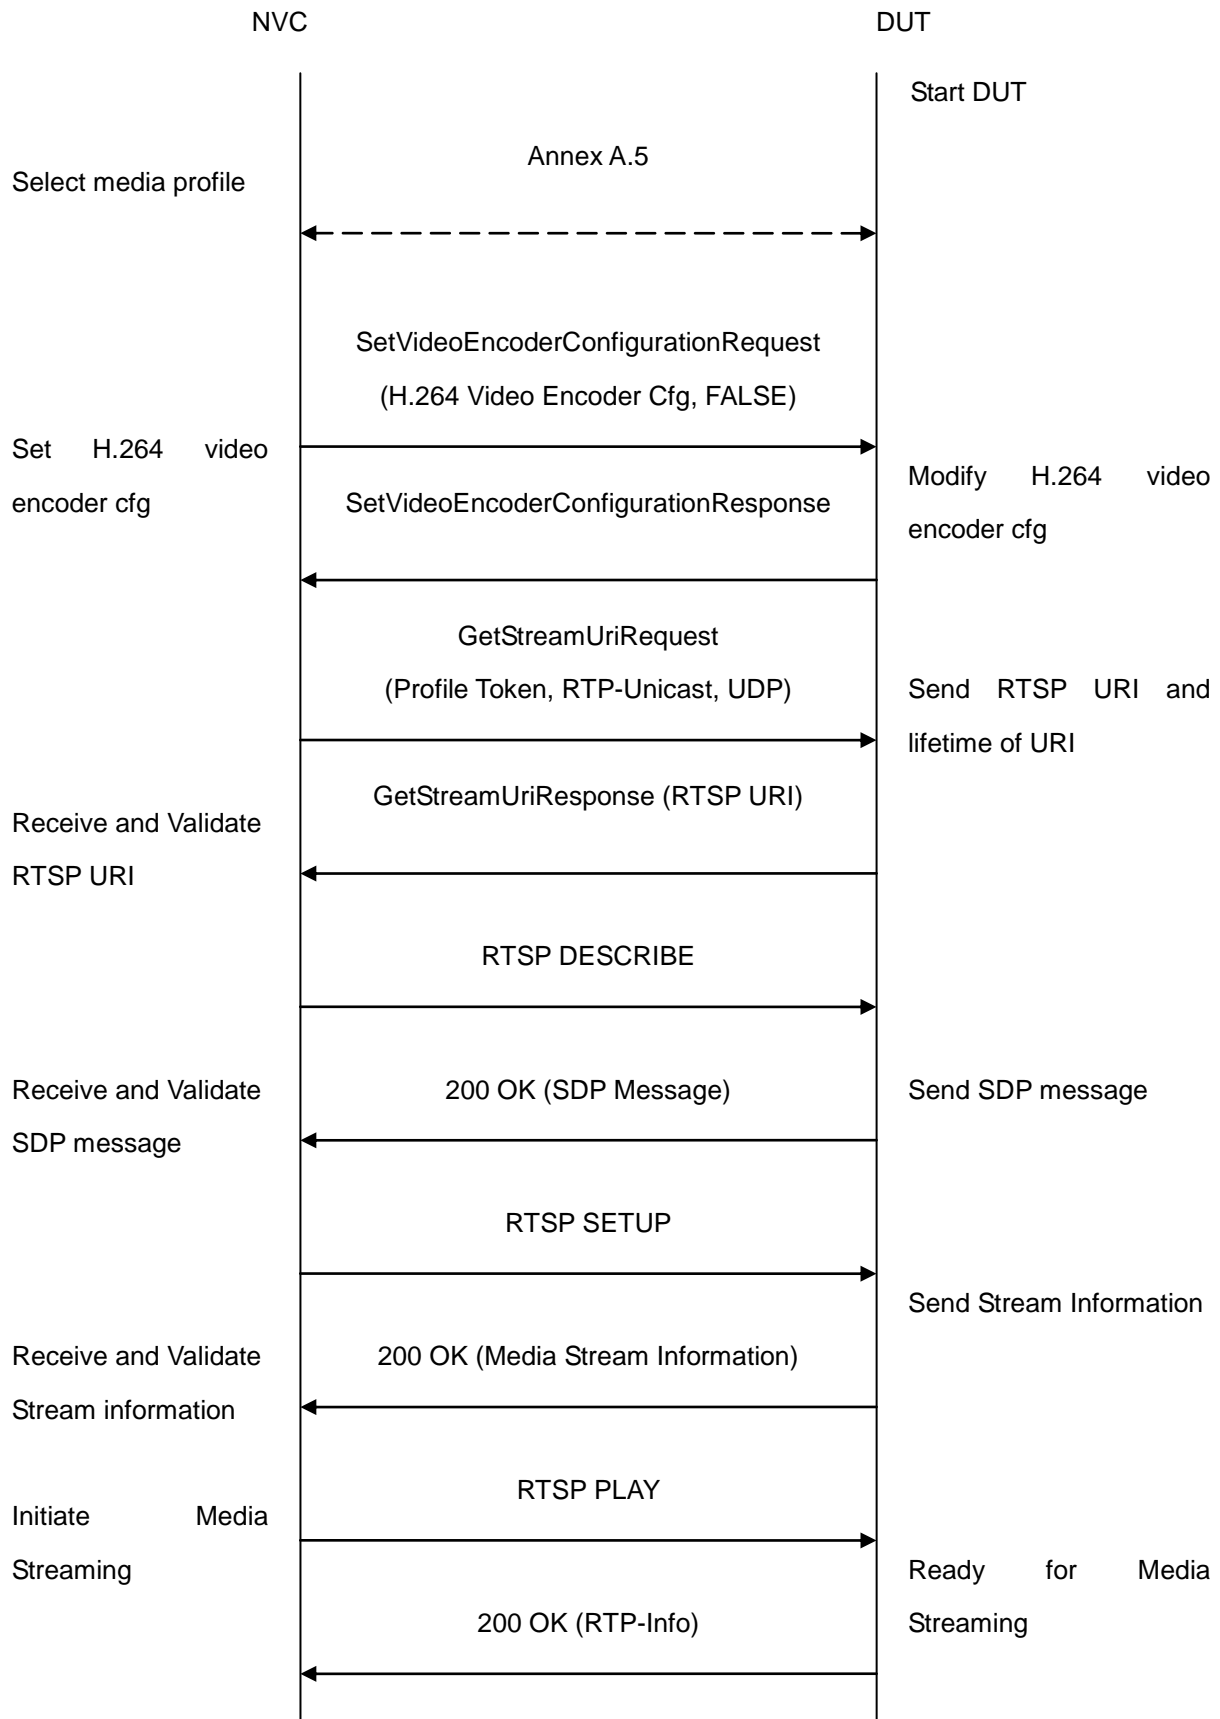 NVC
DUT
Start DUT
Annex A.5
Select media profile
SetVideoEncoderConfigurationRequest
(H.264 Video Encoder Cfg, FALSE)
Set H.264 video
encoder cfg
Modify H.264 video
encoder cfg
SetVideoEncoderConfigurationResponse
GetStreamUriRequest
(Profile Token, RTP-Unicast, UDP)
Send RTSP URI and
lifetime of URI
GetStreamUriResponse (RTSP URI)
Receive and Validate
RTSP URI
RTSP DESCRIBE
Receive and Validate
SDP message
200 OK (SDP Message)
Send SDP message
RTSP SETUP
Send Stream Information
Receive and Validate
Stream information
200 OK (Media Stream Information)
RTSP PLAY
Initiate Media
Streaming
Ready for Media
Streaming
200 OK (RTP-Info)